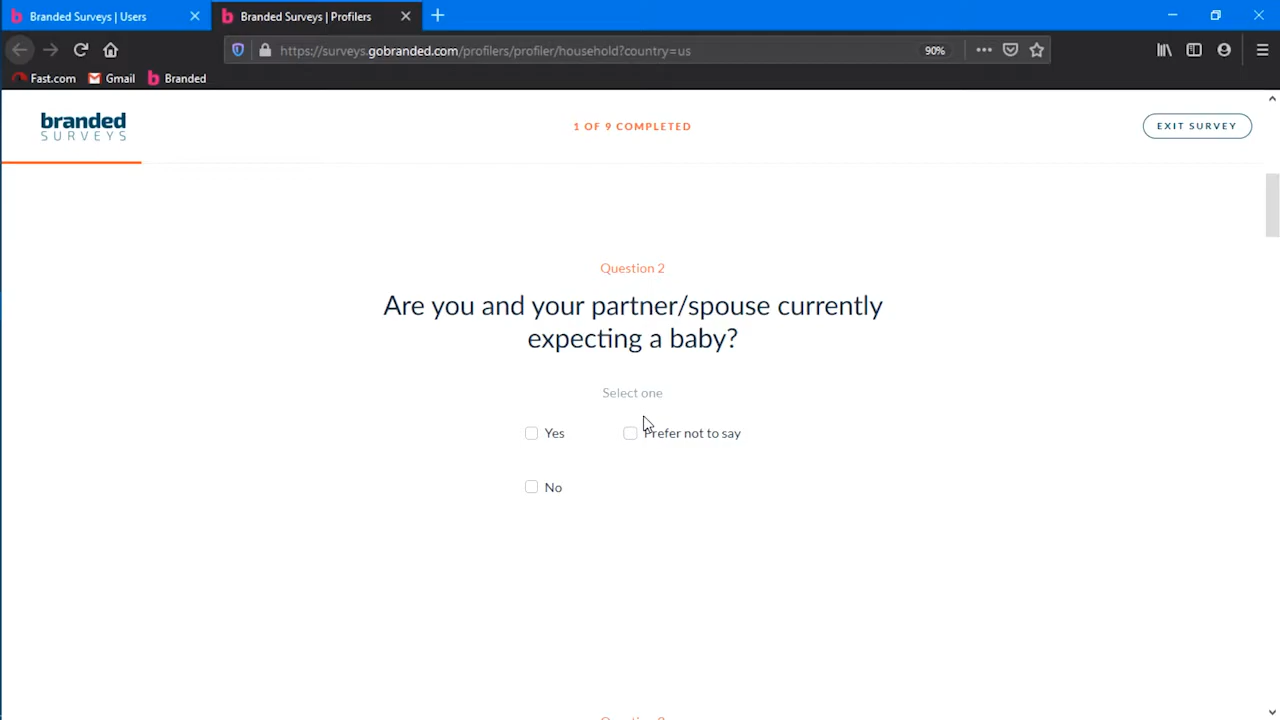 Branded Surveys | Users
Branded Surveys | Profilers
https://surveys.gobranded.com/profilers/profiler/household?country=us
90%
Fast.com
Gmail
Branded
branded
SURVEYS
1 OF 9 COMPLETED
EXIT SURVEY
Question 2
Are you and your partner/spouse currently
expecting a baby?
Select one
Yes
Prefer not to say
No